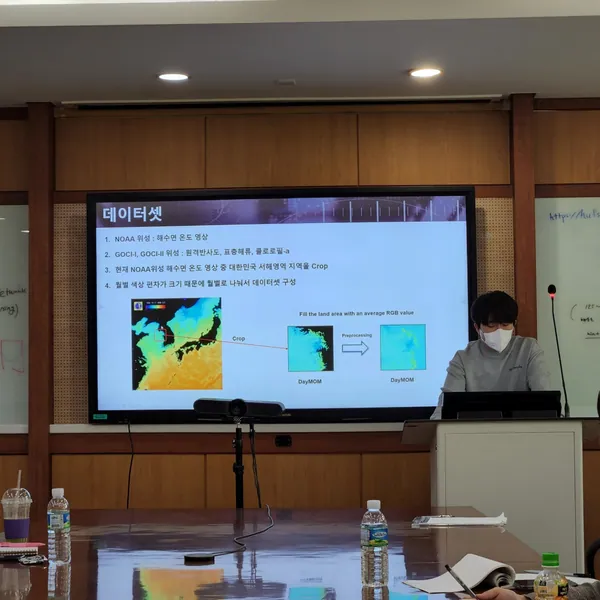 데이터셋
1. NOAA 위성 : 해수면 온도 영상
2. GOCI-I, GOCI-II 위성 : 원격반사도, 표층해류, 클로로필-a
3. 현재 NOAA위성 해수면 온도 영상 중 대한민국 서해영역 지역을 Crop
4. 월별 색상 편차가 크기 때문에 월별로 나눠서 데이터셋 구성
Fill the land area with an average RGB value
Crop
Preprocessing
DayMOM
DayMOM